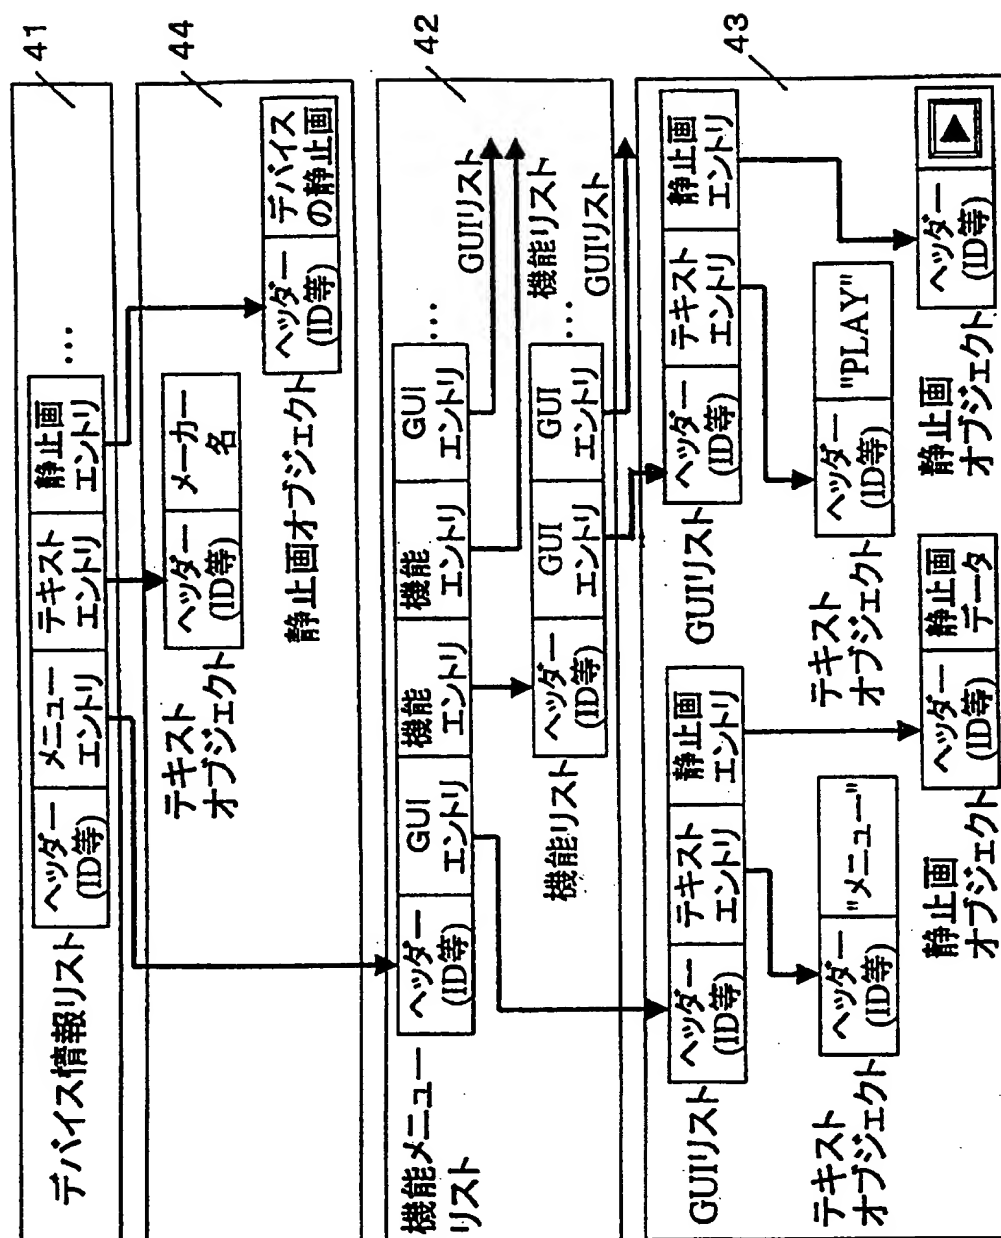 41
デバイス情報リスト
ヘッダー
(ID等)
メニュー
エントリ
テキスト
エントリ
静止画
エントリ
…
44
テキスト
オブジェクト
ヘッダー
(ID等)
メーカー
名
静止画オブジェクト
ヘッダー
(ID等)
デバイス
の静止画
42
機能メニュー
リスト
ヘッダー
(ID等)
GUI
エントリ
機能
エントリ
機能
エントリ
GUI
エントリ
…
GUIリスト
機能リスト
機能リスト
ヘッダー
(ID等)
GUI
エントリ
GUI
エントリ
…
GUIリスト
43
GUIリスト
ヘッダー
(ID等)
テキスト
エントリ
静止画
エントリ
テキスト
オブジェクト
ヘッダー
(ID等)
"メニュー"
静止画
オブジェクト
ヘッダー
(ID等)
静止画
データ
GUIリスト
ヘッダー
(ID等)
テキスト
エントリ
静止画
エントリ
テキスト
オブジェクト
ヘッダー
(ID等)
"PLAY"
静止画
オブジェクト
ヘッダー
(ID等)